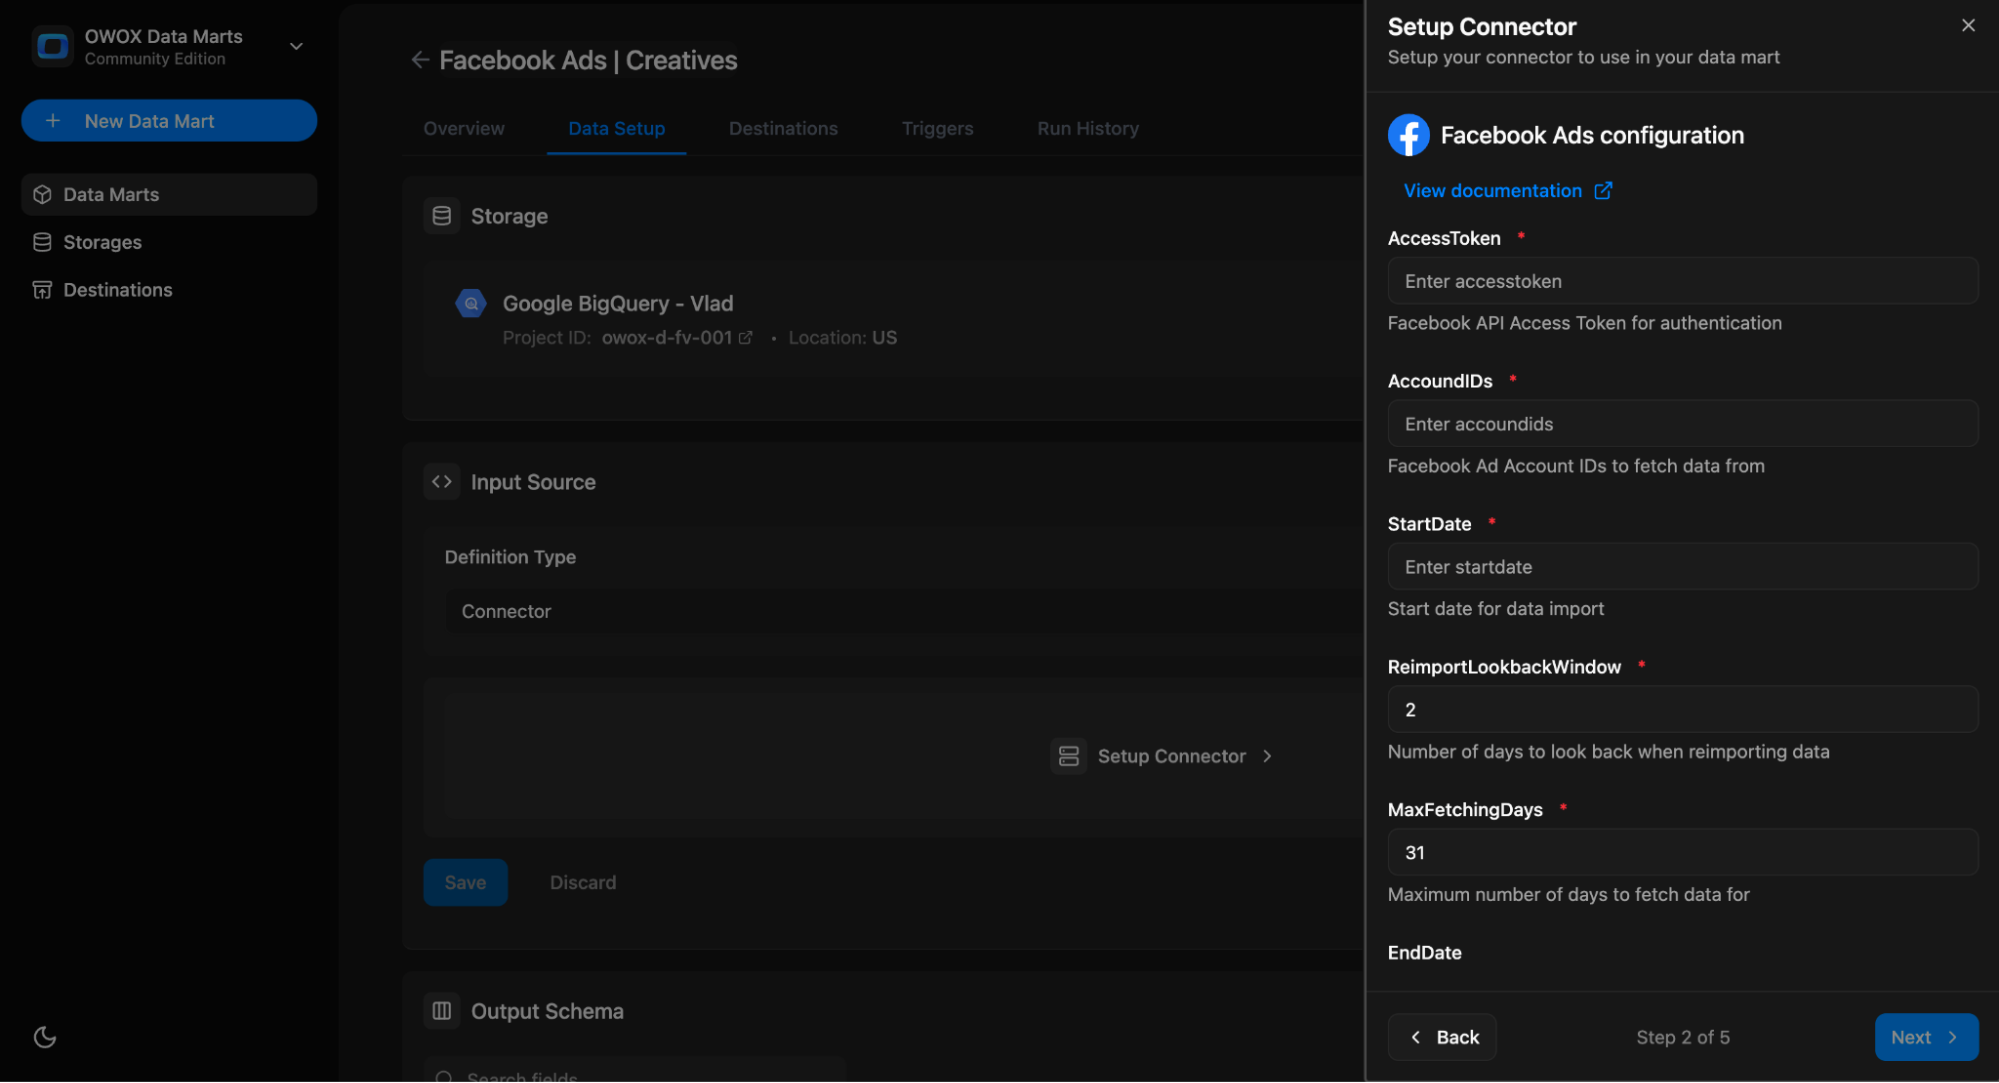 OWOX Data Marts
Community Edition
New Data Mart
Data Marts
Storages
Destinations
Facebook Ads | Creatives
Overview
Data Setup
Destinations
Triggers
Run History
Storage
Google BigQuery - Vlad
Project ID: owox-d-fv-001 • Location: US
Input Source
Definition Type
Connector
Setup Connector
Save
Discard
Output Schema
Search fields
Setup Connector
Setup your connector to use in your data mart
Facebook Ads configuration
View documentation
AccessToken *
Enter accesstoken
Facebook API Access Token for authentication
AccoundIDs *
Enter accoundids
Facebook Ad Account IDs to fetch data from
StartDate *
Enter startdate
Start date for data import
ReimportLookbackWindow *
2
Number of days to look back when reimporting data
MaxFetchingDays *
31
Maximum number of days to fetch data for
EndDate
Back
Step 2 of 5
Next